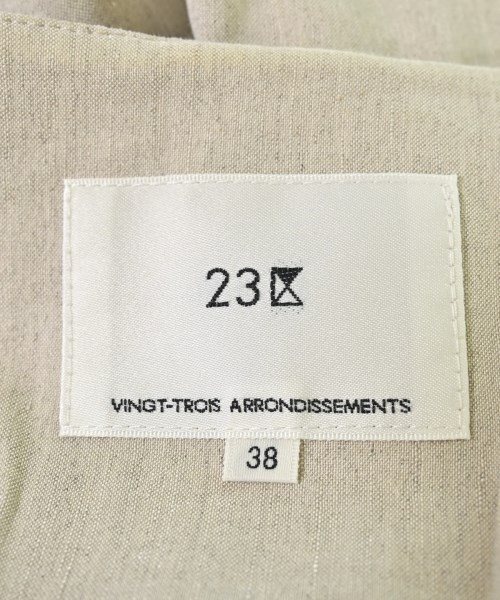 23区
VINGT-TROIS ARRONDISSEMENTS
38